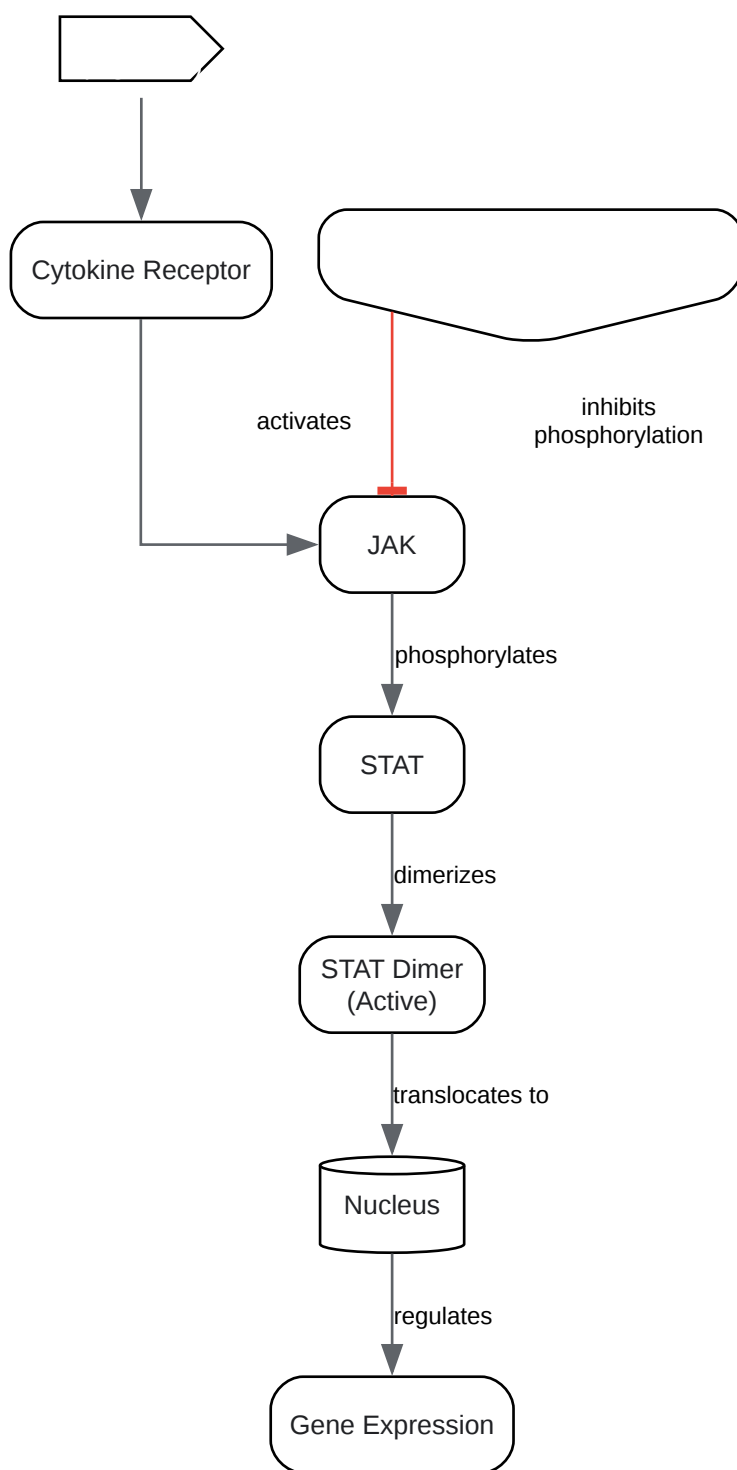 Cytokine Receptor
activates
inhibits
phosphorylation
JAK
phosphorylates
STAT
dimerizes
STAT Dimer
(Active)
translocates to
Nucleus
regulates
Gene Expression